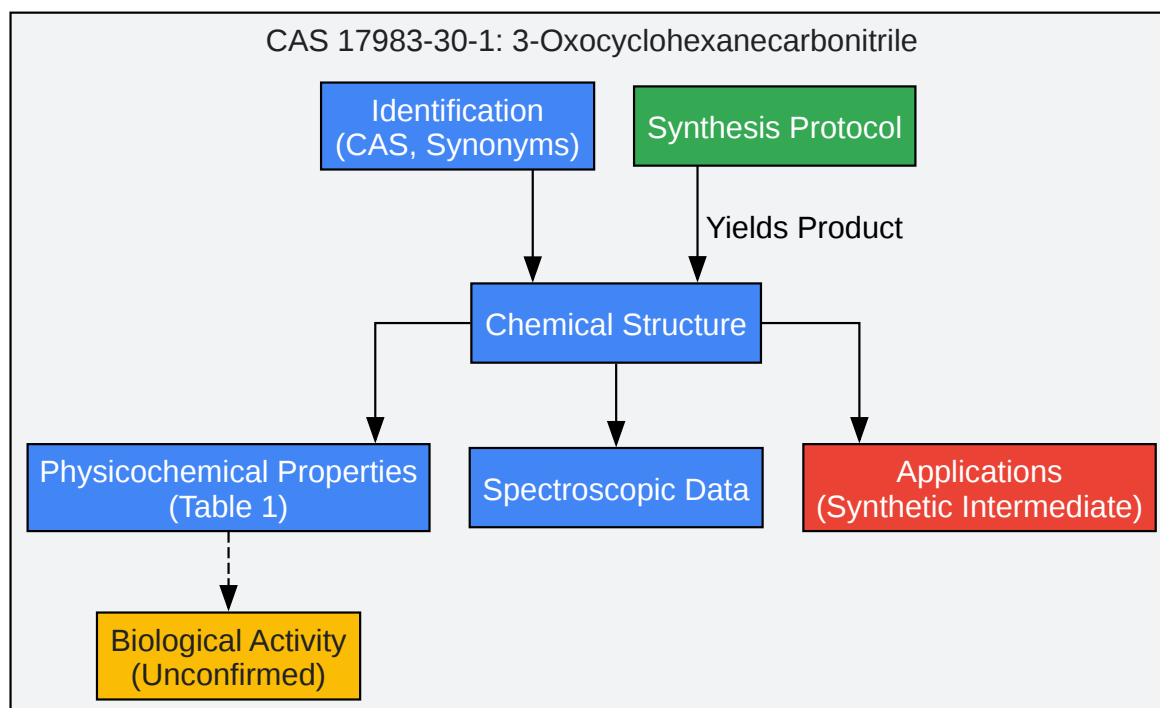 CAS 17983-30-1: 3-Oxocyclohexanecarbonitrile
Identification
(CAS, Synonyms)
Synthesis Protocol
Yields Product
Chemical Structure
Physicochemical Properties
(Table 1)
Spectroscopic Data
Applications
(Synthetic Intermediate)
Biological Activity
(Unconfirmed)